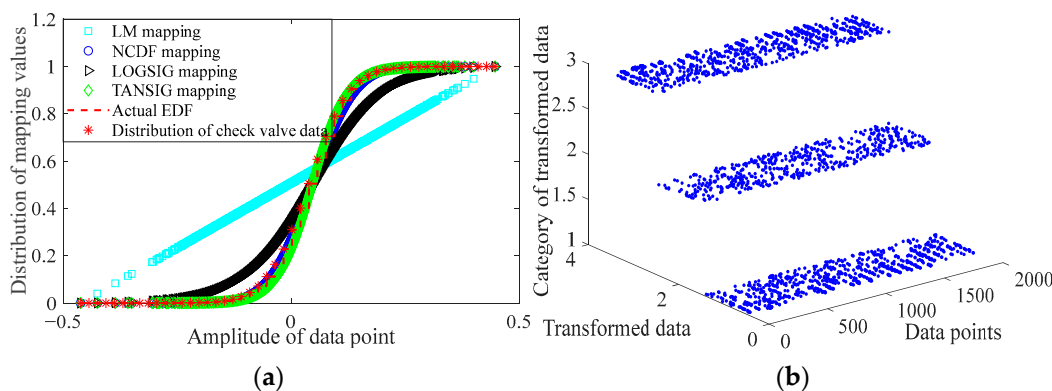 1.2
1
0.8
0.6
0.4
0.2
0
−0.5
0
0.5
Distribution of mapping values
Amplitude of data point
LM mapping
NCDF mapping
LOGSIG mapping
TANSIG mapping
Actual EDF
Distribution of check valve data
(a)
3
2.5
2
1.5
1
4
2
0
0
500
1000
1500
2000
Category of transformed data
Transformed data
Data points
(b)